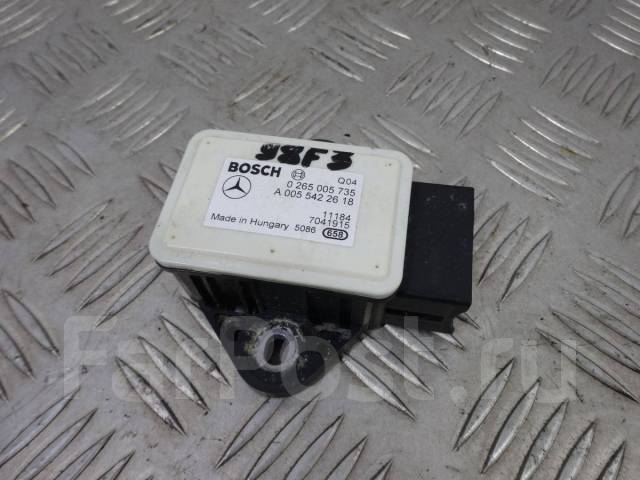 98F3
BOSCH
Q04
0 265 005 735
A 005 542 26 18
11184
7041915
Made in Hungary 5086 658
FarPost.ru